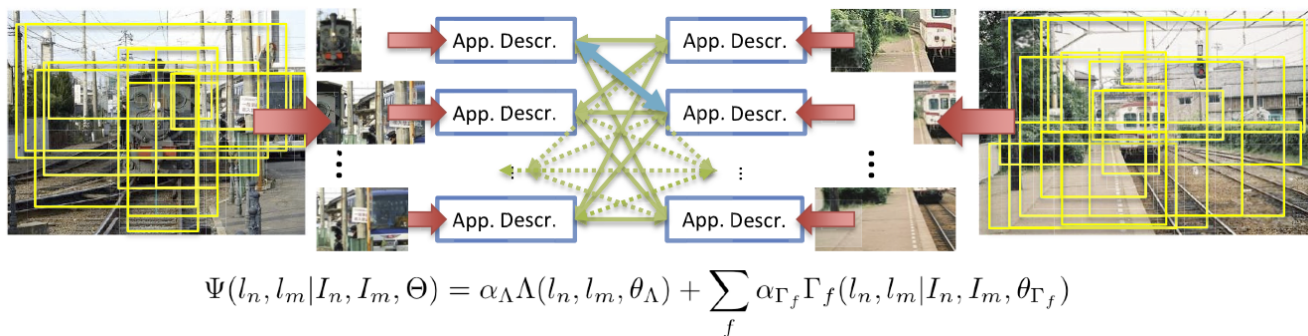 App. Descr. App. Descr.
App. Descr. App. Descr.
... ...
App. Descr. App. Descr.
Ψ(l_n, l_m|I_n, I_m, Θ) = α_Λ Λ(l_n, l_m, θ_Λ) + ∑_f α_{Γ_f} Γ_f(l_n, l_m|I_n, I_m, θ_{Γ_f})